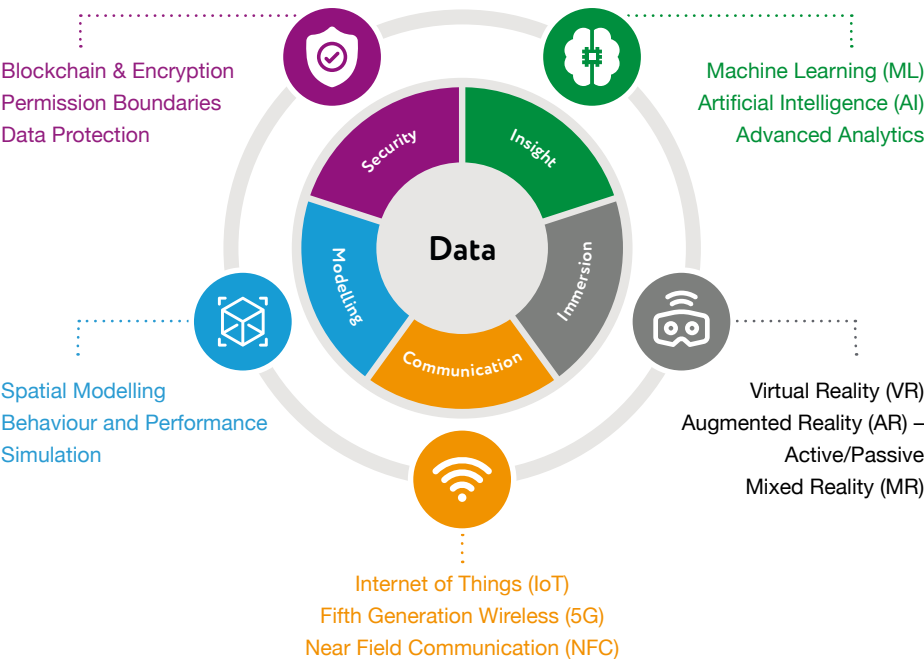 Blockchain & Encryption
Permission Boundaries
Data Protection
Machine Learning (ML)
Artificial Intelligence (AI)
Advanced Analytics
Security
Insight
Data
Modelling
Immersion
Communication
Spatial Modelling
Behaviour and Performance
Simulation
Virtual Reality (VR)
Augmented Reality (AR) –
Active/Passive
Mixed Reality (MR)
Internet of Things (IoT)
Fifth Generation Wireless (5G)
Near Field Communication (NFC)